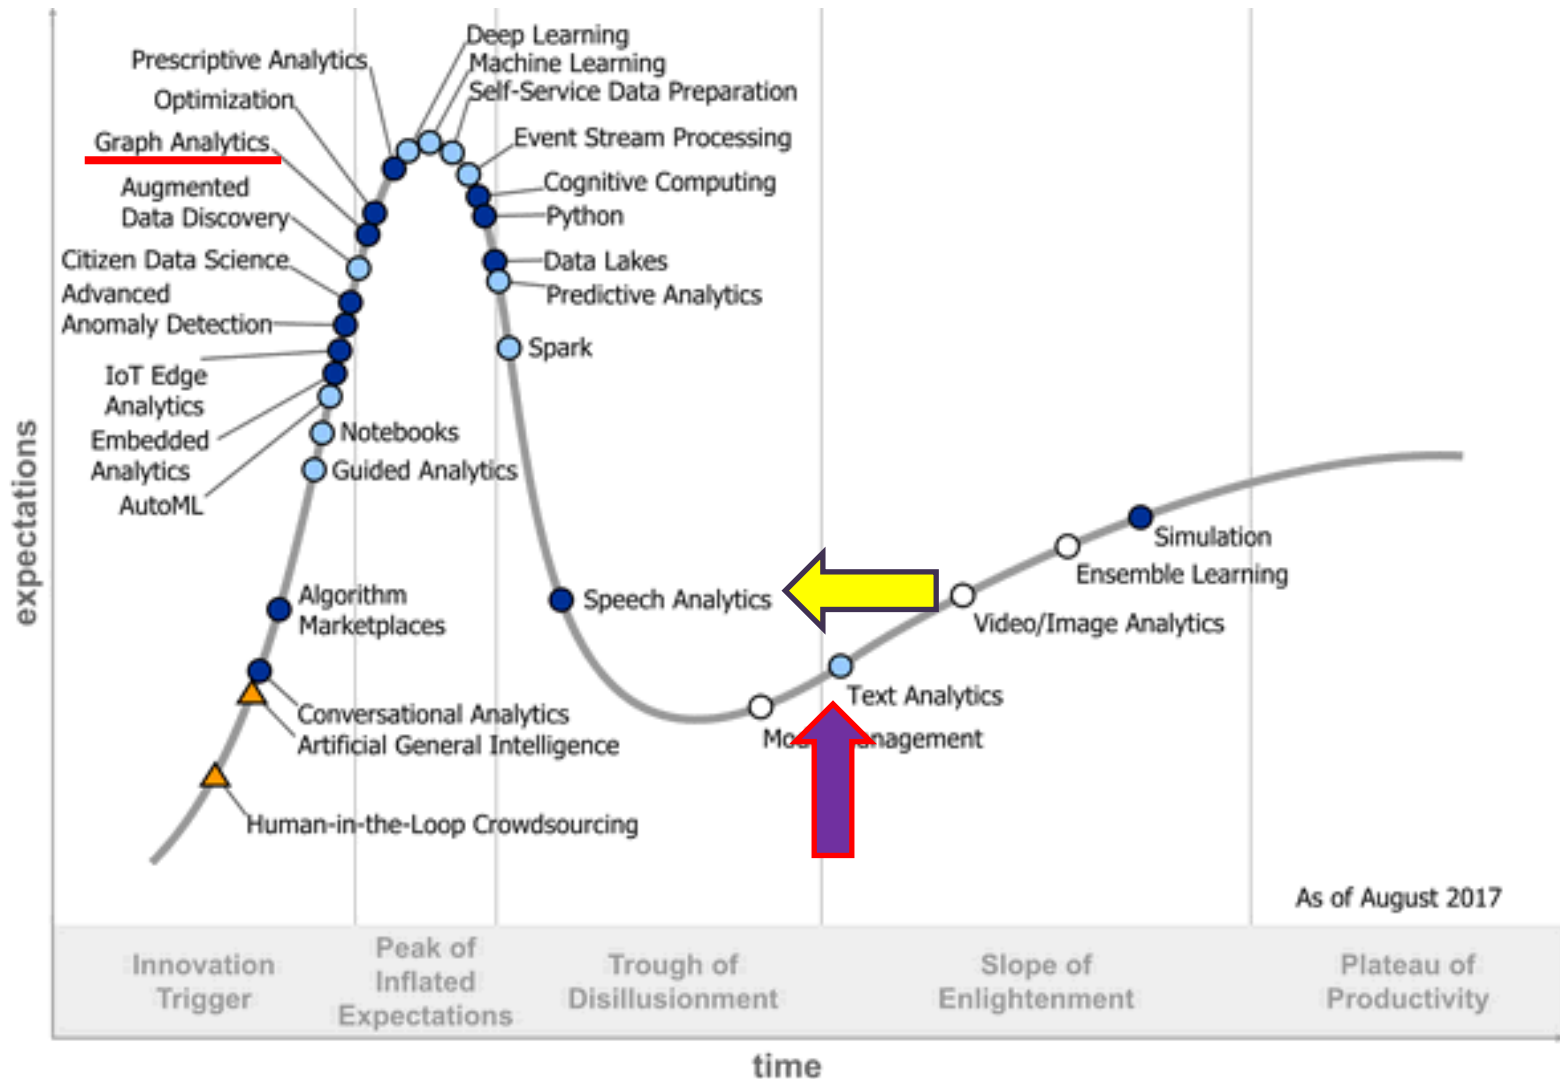 Deep Learning
Prescriptive Analytics
Machine Learning
Self-Service Data Preparation
Optimization
Graph Analytics
Event Stream Processing
Augmented
Data Discovery
Cognitive Computing
Python
Citizen Data Science
Data Lakes
Advanced
Anomaly Detection
Predictive Analytics
Spark
IoT Edge
Analytics
Embedded
Analytics
Notebooks
Guided Analytics
AutoML
expectations
Simulation
Ensemble Learning
Algorithm
Marketplaces
Speech Analytics
Video/Image Analytics
Text Analytics
Conversational Analytics
Artificial General Intelligence
Human-in-the-Loop Crowdsourcing
As of August 2017
Innovation
Trigger
Peak of
Inflated
Expectations
Trough of
Disillusionment
Slope of
Enlightenment
Plateau of
Productivity
time